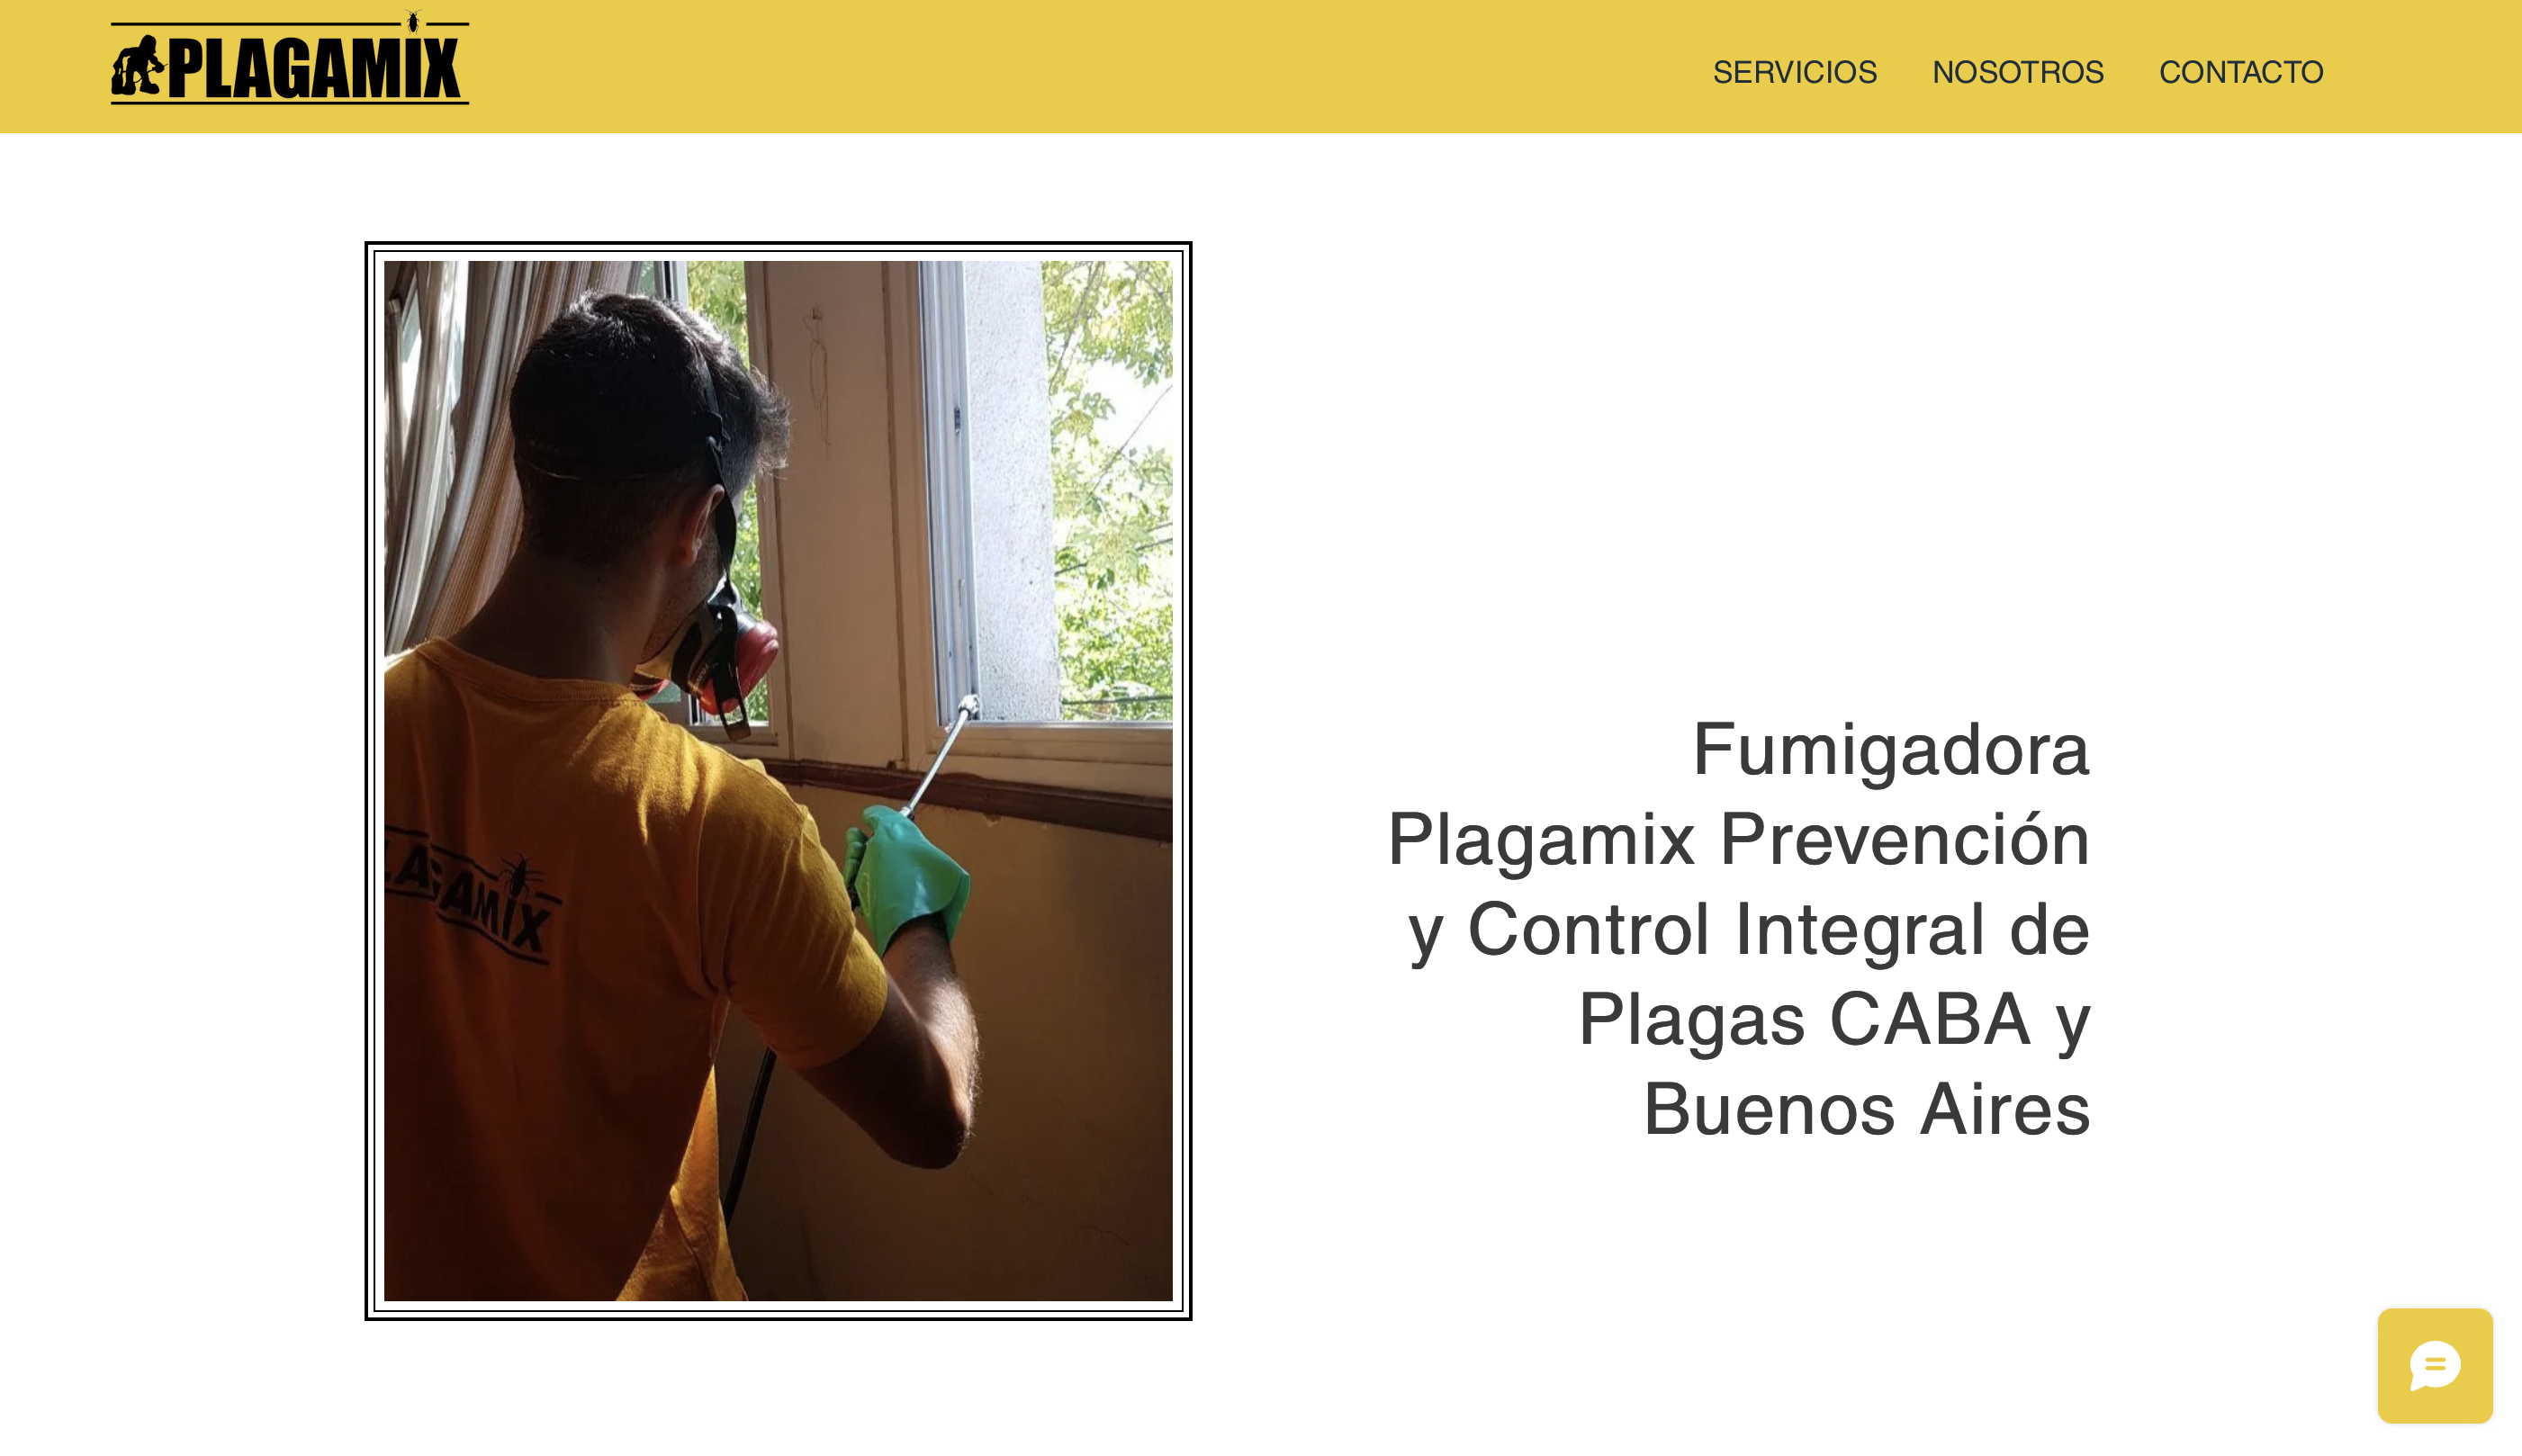 PLAGAMIX
SERVICIOS NOSOTROS CONTACTO
LAGAMIX
Fumigadora
Plagamix Prevención
y Control Integral de
Plagas CABA y
Buenos Aires